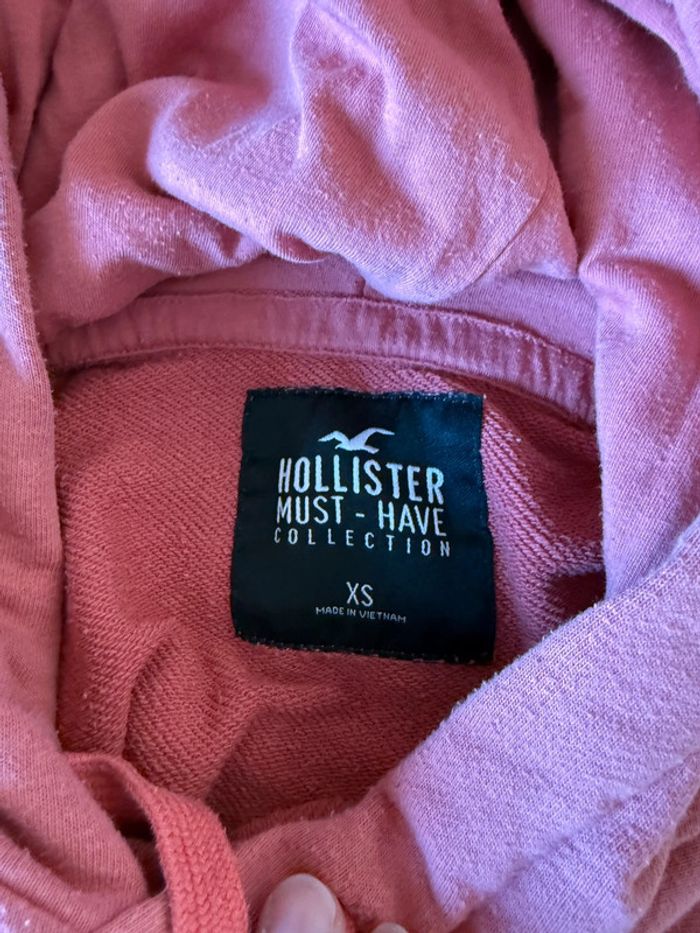 HOLLISTER
MUST - HAVE
COLLECTION
XS
MADE IN VIETNAM